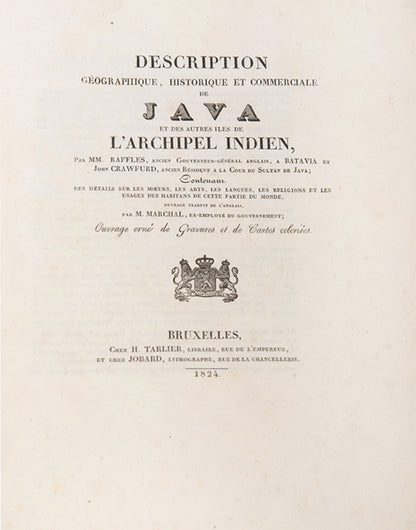 DESCRIPTION
GÉOGRAPHIQUE, HISTORIQUE ET COMMERCIALE
DE
JAVA
ET DES AUTRES ILES DE
L'ARCHIPEL INDIEN,
PAR MM. RAFFLES, ANCIEN GOUVERNEUR-GÉNÉRAL ANGLAIS, A BATAVIA ET
JOHN CRAWFURD, ANCIEN RÉSIDENT A LA COUR DU SULTAN DE JAVA;
Contenant
DES DÉTAILS SUR LES MŒURS, LES ARTS, LES LANGUES, LES RELIGIONS ET LES
USAGES DES HABITANS DE CETTE PARTIE DU MONDE,
OUVRAGE TRADUIT DE L'ANGLAIS,
PAR M. MARCHAL, EX-EMPLOYÉ DU GOUVERNEMENT;
Ouvrage orné de Gravures et de Cartes coloriées.
BRUXELLES,
CHEZ H. TARLIER, LIBRAIRE, RUE DE L'EMPEREUR,
ET CHEZ JOBARD, LITHOGRAPHE, RUE DE LA CHANCELLERIE.
1824.